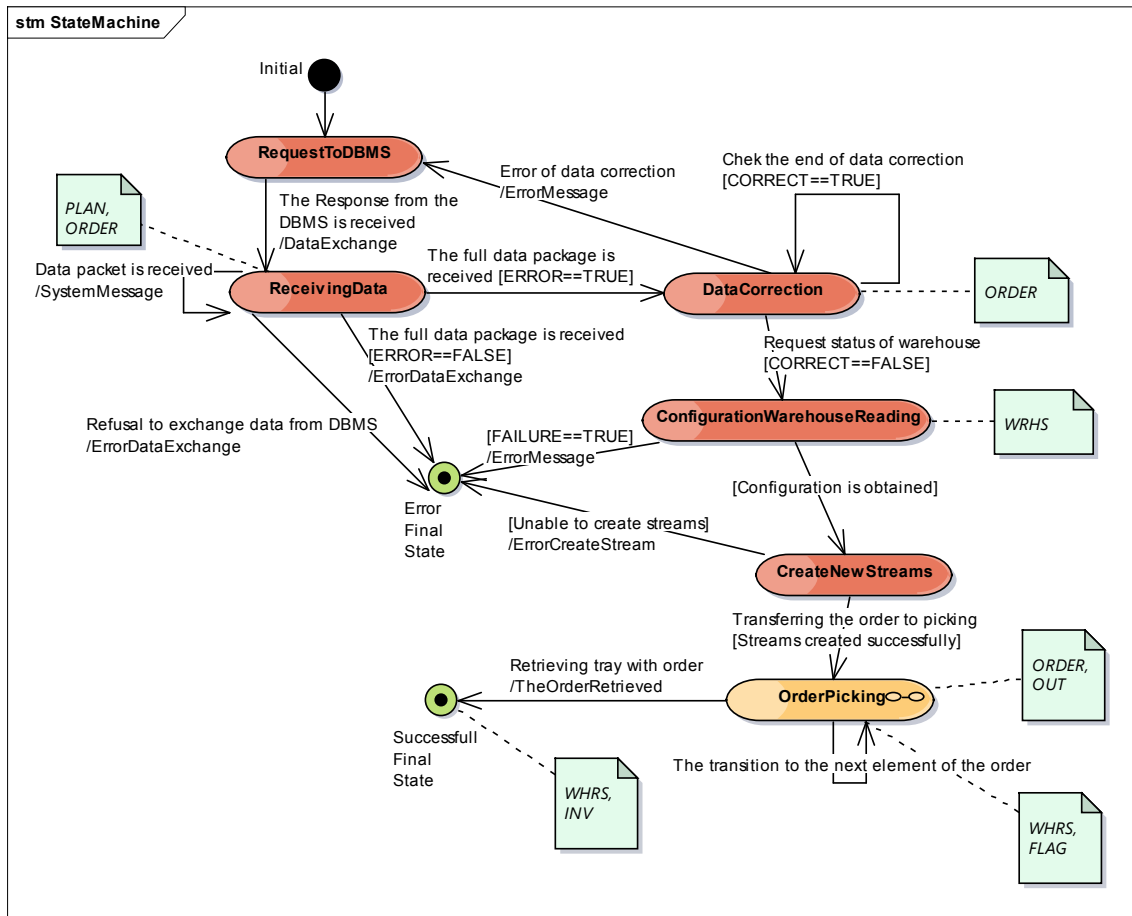 stm StateMachine
Initial
RequestToDBMS
Error of data correction
/ErrorMessage
Chek the end of data correction
[CORRECT==TRUE]
PLAN,
ORDER
The Response from the
DBMS is received
/DataExchange
Data packet is received
/SystemMessage
ReceivingData
The full data package is
received [ERROR==TRUE]
DataCorrection
ORDER
The full data package is received
[ERROR==FALSE]
/ErrorDataExchange
Request status of warehouse
[CORRECT==FALSE]
Refusal to exchange data from DBMS
/ErrorDataExchange
ConfigurationWarehouseReading
WRHS
[FAILURE==TRUE]
/ErrorMessage
[Configuration is obtained]
Error
Final
State
[Unable to create streams]
/ErrorCreateStream
CreateNewStreams
Transferring the order to picking
[Streams created successfully]
Retrieving tray with order
/TheOrderRetrieved
OrderPicking
ORDER,
OUT
Successfull
Final
State
The transition to the next element of the order
WHRS,
INV
WHRS,
FLAG